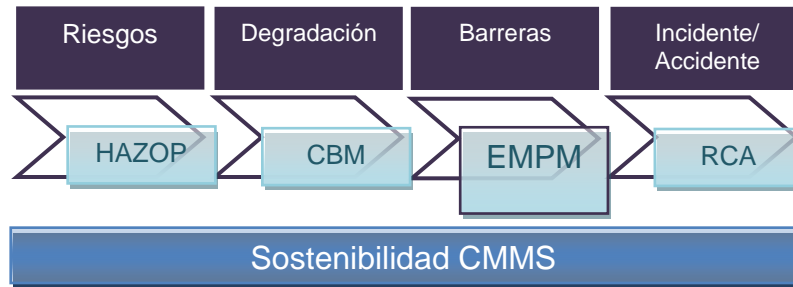 Riesgos
Degradación
Barreras
Incidente/
Accidente
HAZOP
CBM
EMPM
RCA
Sostenibilidad CMMS